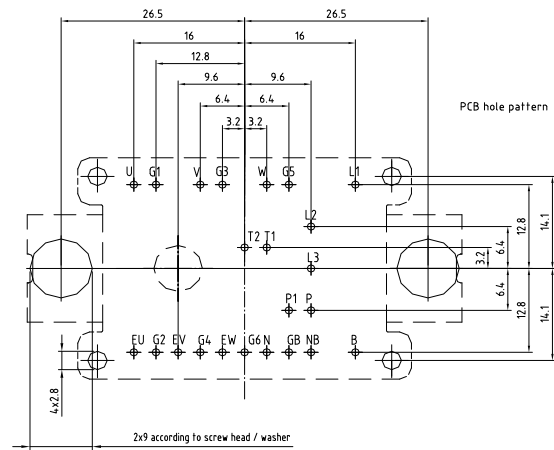 26.5 26.5
16 16
12.8
9.6 9.6
6.4 6.4
3.2 3.2
PCB hole pattern
U G1 V G3 W G5 L1
L2
T2 T1
L3
P1 P
EU G2 EV G4 EW G6 N GB NB B
3.2 6.4 12.8 14.1
6.4 12.8 14.1
4x2.8
2x9 according to screw head / washer